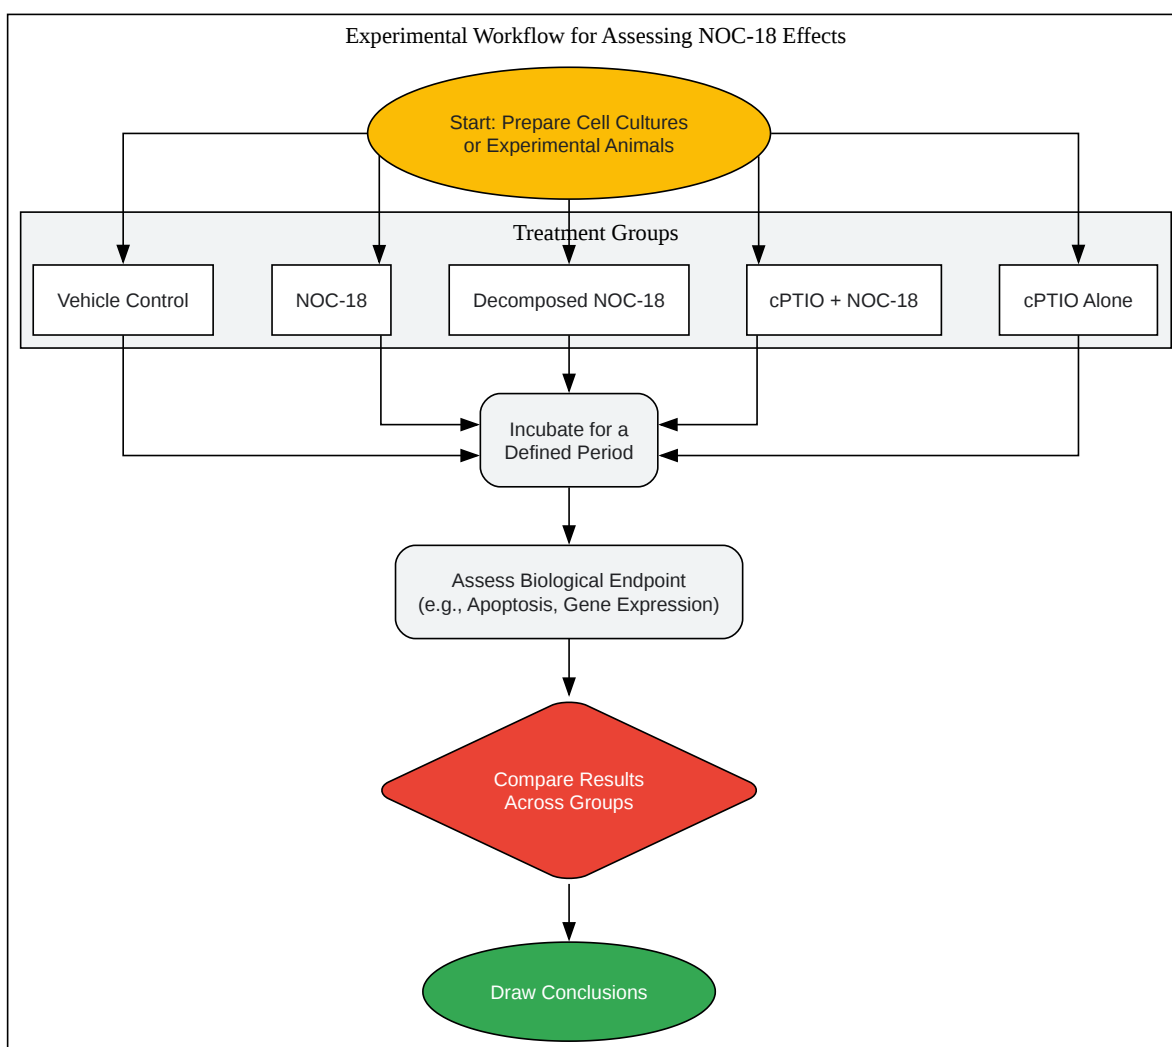 Experimental Workflow for Assessing NOC-18 Effects
Start: Prepare Cell Cultures
or Experimental Animals
Treatment Groups
Vehicle Control
NOC-18
Decomposed NOC-18
cPTIO + NOC-18
cPTIO Alone
Incubate for a
Defined Period
Assess Biological Endpoint
(e.g., Apoptosis, Gene Expression)
Compare Results
Across Groups
Draw Conclusions